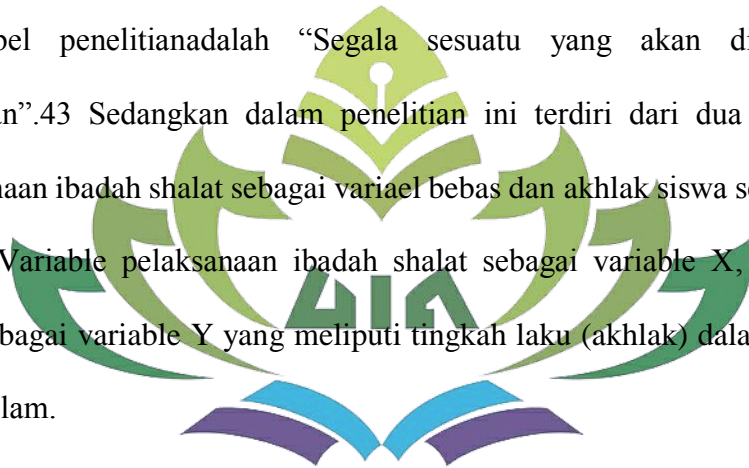 bel penelitianadalah “Segala sesuatu yang akan di
an”.43 Sedangkan dalam penelitian ini terdiri dari dua
naan ibadah shalat sebagai variael bebas dan akhlak siswa se
Variable pelaksanaan ibadah shalat sebagai variable X,
bagai variable Y yang meliputi tingkah laku (akhlak) dala
lam.
UIN